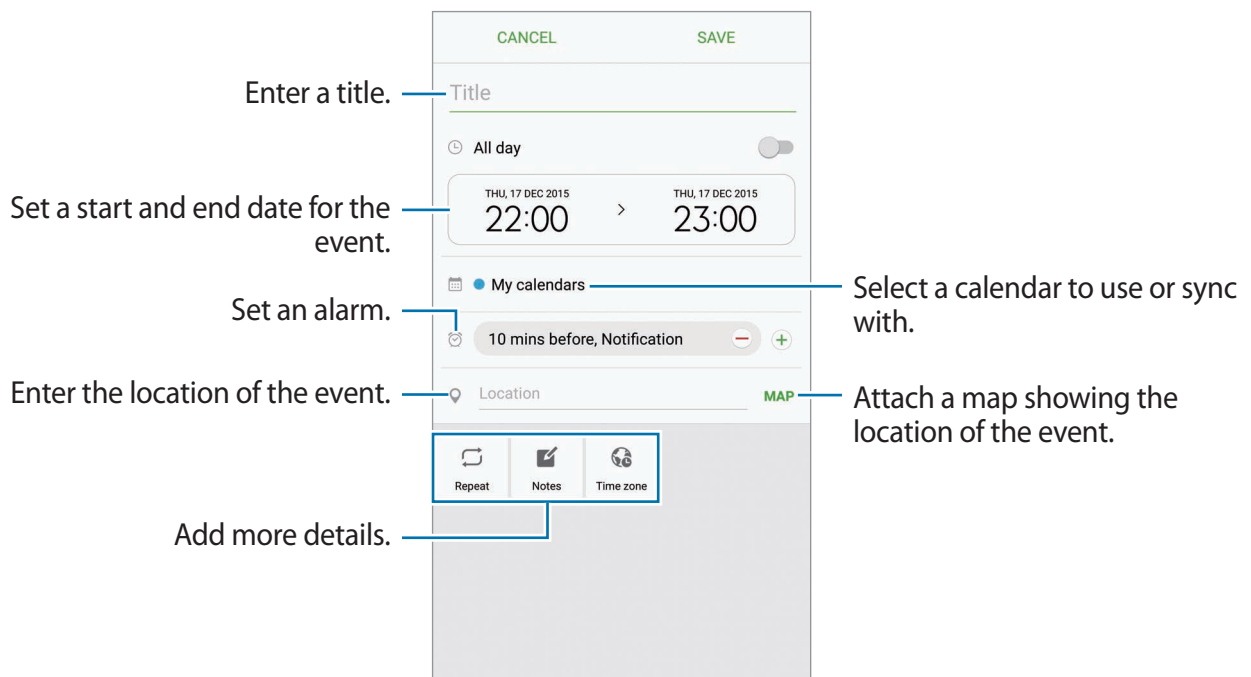 CANCEL SAVE
Enter a title.
Title
All day
Set a start and end date for the
event.
THU, 17 DEC 2015 THU, 17 DEC 2015
22:00 > 23:00
My calendars
Select a calendar to use or sync
with.
Set an alarm.
10 mins before, Notification
Enter the location of the event.
Location
MAP
Attach a map showing the
location of the event.
Repeat Notes Time zone
Add more details.